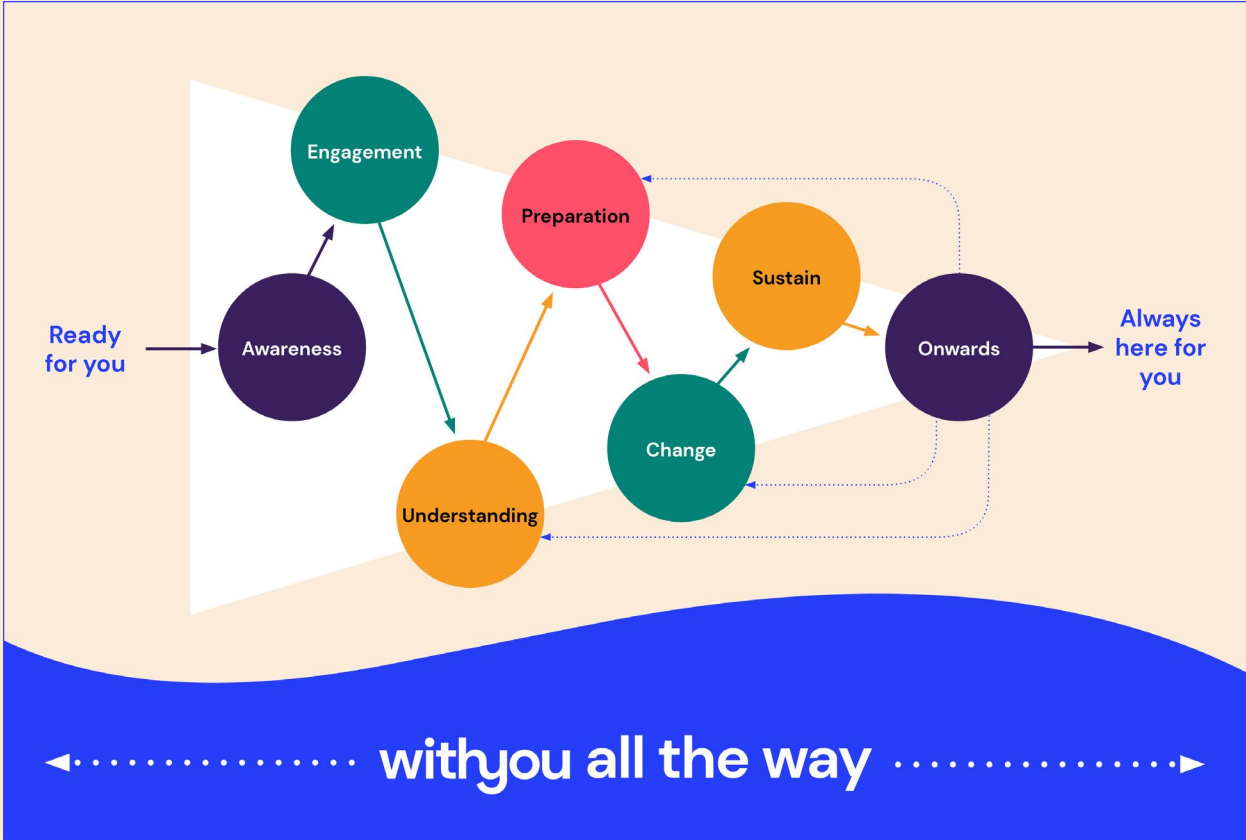 Engagement
Preparation
Sustain
Ready
for you
Awareness
Onwards
Always
here for
you
Change
Understanding
withyou all the way